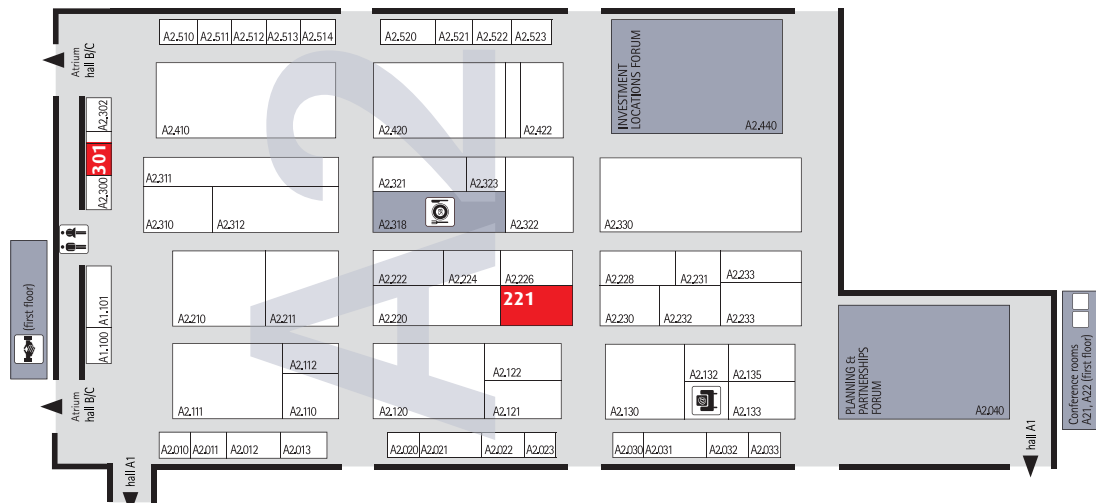 A2.510 A2.511 A2.512 A2.513 A2.514
A2.520 A2.521 A2.522 A2.523
Atrium
hall B/C
INVESTMENT
LOCATIONS FORUM
A2.440
A2
A2.410
A2.420
A2.422
A2.302
301
A2.300
A2.311
A2.310
A2.312
A2.321
A2.323
A2.318
A2.322
A2.330
(first floor)
A1.101
A1.100
A2.210
A2.211
A2.222
A2.224
A2.226
A2.220
221
A2.228
A2.231
A2.233
A2.230
A2.232
A2.233
Atrium
hall B/C
A2.111
A2.112
A2.110
A2.120
A2.122
A2.121
A2.130
A2.132
A2.135
A2.133
PLANNING &
PARTNERSHIPS
FORUM
A2.040
Conference rooms
A21, A22 (first floor)
A2.010 A2.011 A2.012 A2.013
A2.020 A2.021 A2.022 A2.023
A2.030 A2.031 A2.032 A2.033
hall A1
hall A1